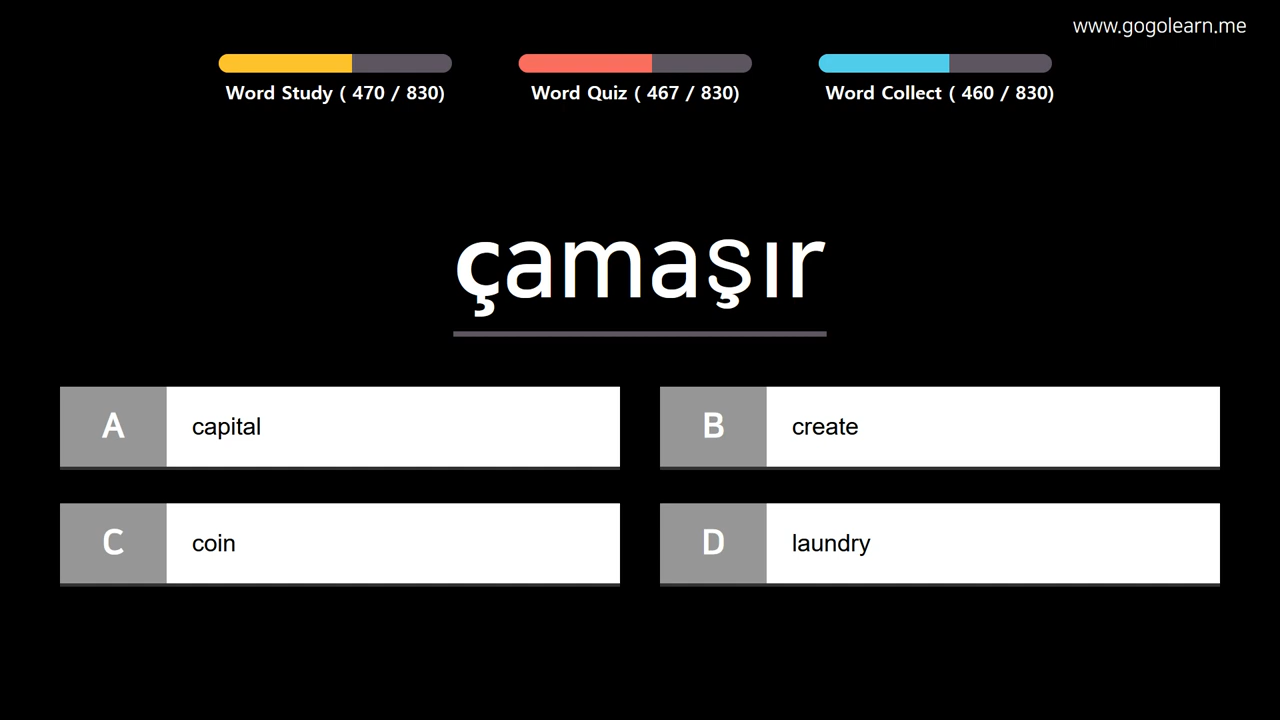 www.gogolearn.me
Word Study ( 470 / 830)
Word Quiz ( 467 / 830)
Word Collect ( 460 / 830)
çamaşır
A capital
B create
C coin
D laundry